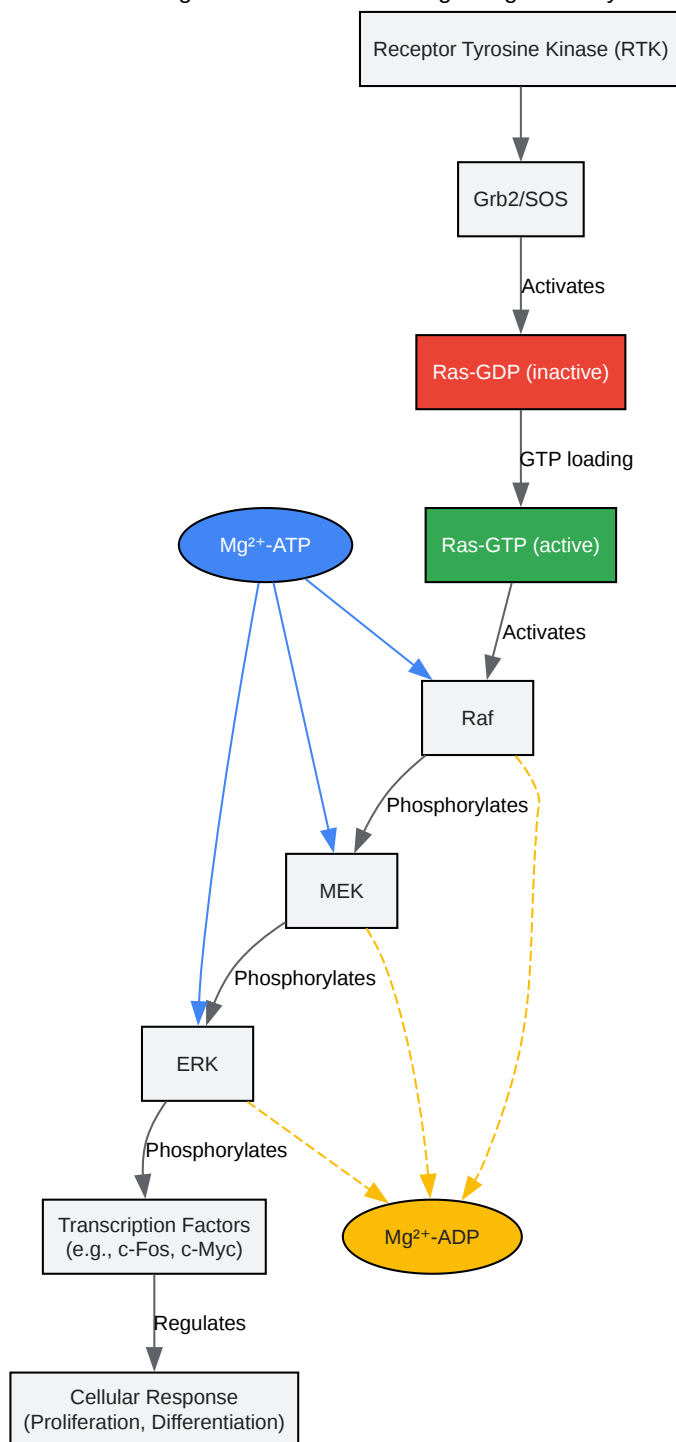 Receptor Tyrosine Kinase (RTK)
Grb2/SOS
Activates
Ras-GDP (inactive)
GTP loading
Mg²⁺-ATP
Ras-GTP (active)
Activates
Raf
Phosphorylates
MEK
Phosphorylates
ERK
Phosphorylates
Transcription Factors
(e.g., c-Fos, c-Myc)
Mg²⁺-ADP
Regulates
Cellular Response
(Proliferation, Differentiation)